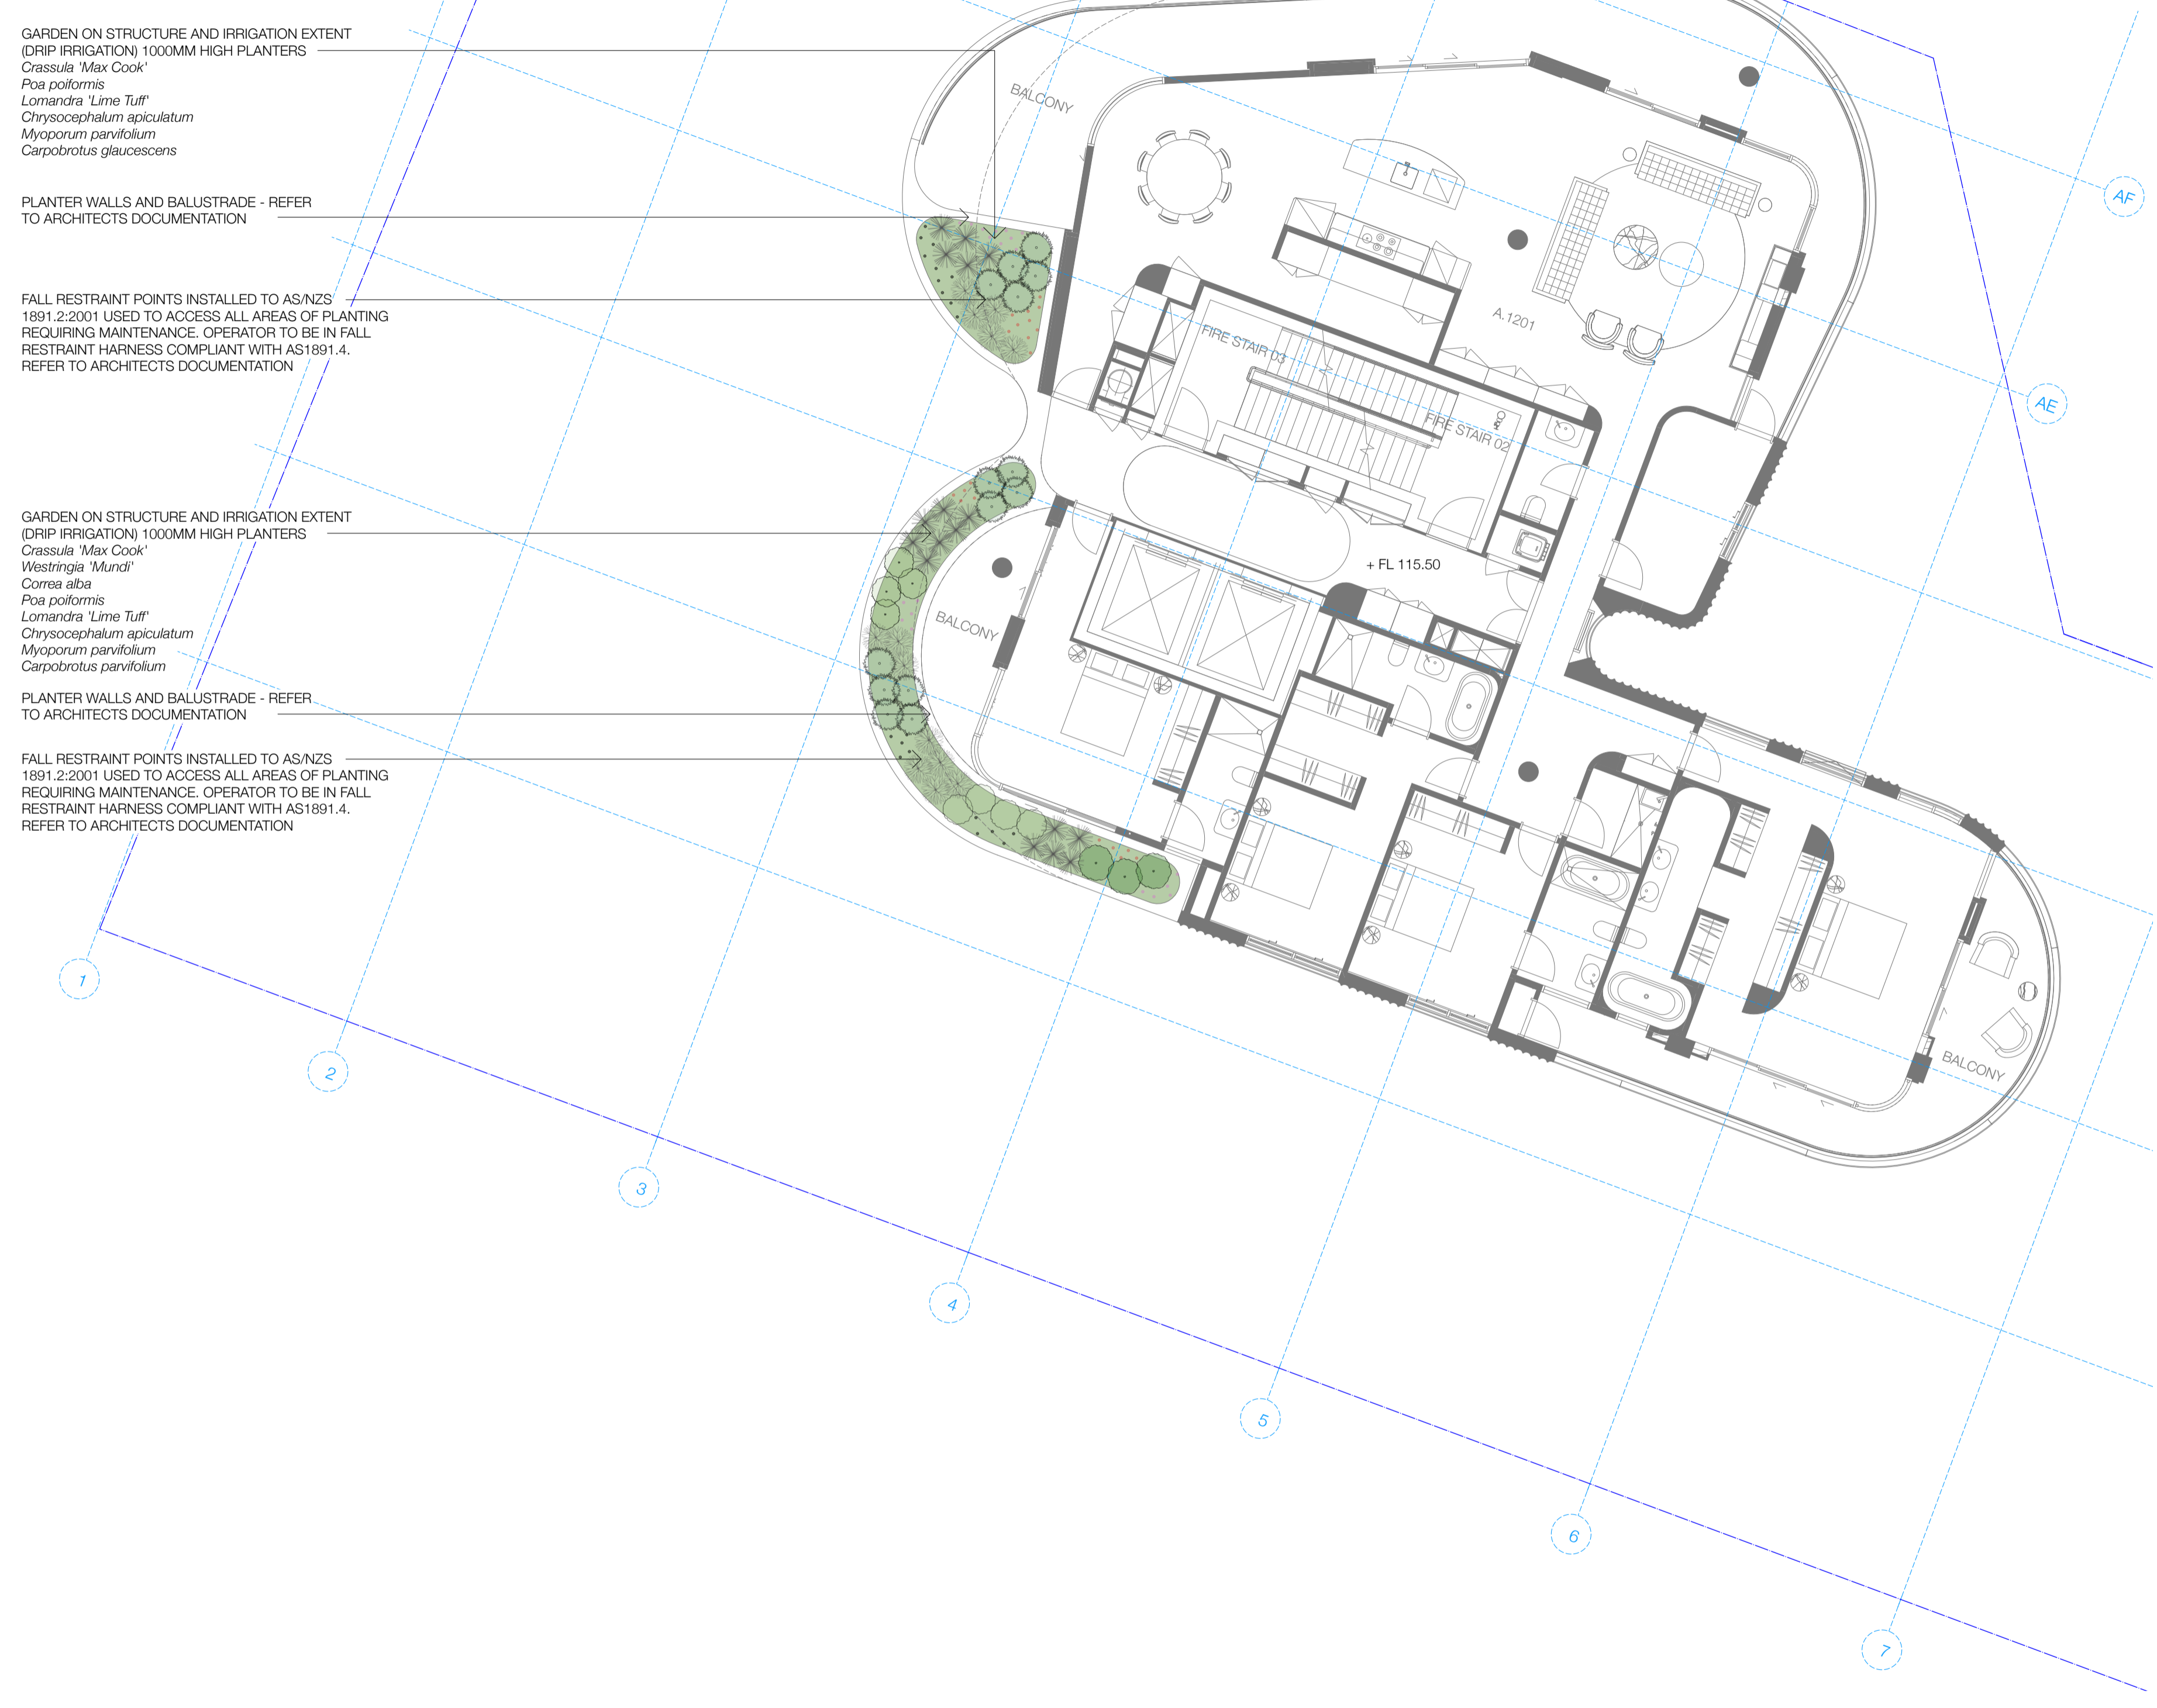 GARDEN ON STRUCTURE AND IRRIGATION EXTENT
(DRIP IRRIGATION) 1000MM HIGH PLANTERS
Crassula 'Max Cook'
Poa poiformis
Lomandra 'Lime Tuff'
Chrysocephalum apiculatum
Myoporum parvifolium
Carpobrotus glaucescens
PLANTER WALLS AND BALUSTRADE - REFER
TO ARCHITECTS DOCUMENTATION
FALL RESTRAINT POINTS INSTALLED TO AS/NZS
1891.2:2001 USED TO ACCESS ALL AREAS OF PLANTING
REQUIRING MAINTENANCE. OPERATOR TO BE IN FALL
RESTRAINT HARNESS COMPLIANT WITH AS1891.4.
REFER TO ARCHITECTS DOCUMENTATION
GARDEN ON STRUCTURE AND IRRIGATION EXTENT
(DRIP IRRIGATION) 1000MM HIGH PLANTERS
Crassula 'Max Cook'
Westringia 'Mundi'
Correa alba
Poa poiformis
Lomandra 'Lime Tuff'
Chrysocephalum apiculatum
Myoporum parvifolium
Carpobrotus parvifolium
PLANTER WALLS AND BALUSTRADE - REFER
TO ARCHITECTS DOCUMENTATION
FALL RESTRAINT POINTS INSTALLED TO AS/NZS
1891.2:2001 USED TO ACCESS ALL AREAS OF PLANTING
REQUIRING MAINTENANCE. OPERATOR TO BE IN FALL
RESTRAINT HARNESS COMPLIANT WITH AS1891.4.
REFER TO ARCHITECTS DOCUMENTATION
BALCONY
AF
A.1201
FIRE STAIR 03
AE
FIRE STAIR 02
+ FL 115.50
BALCONY
BALCONY
1
2
3
4
5
6
7